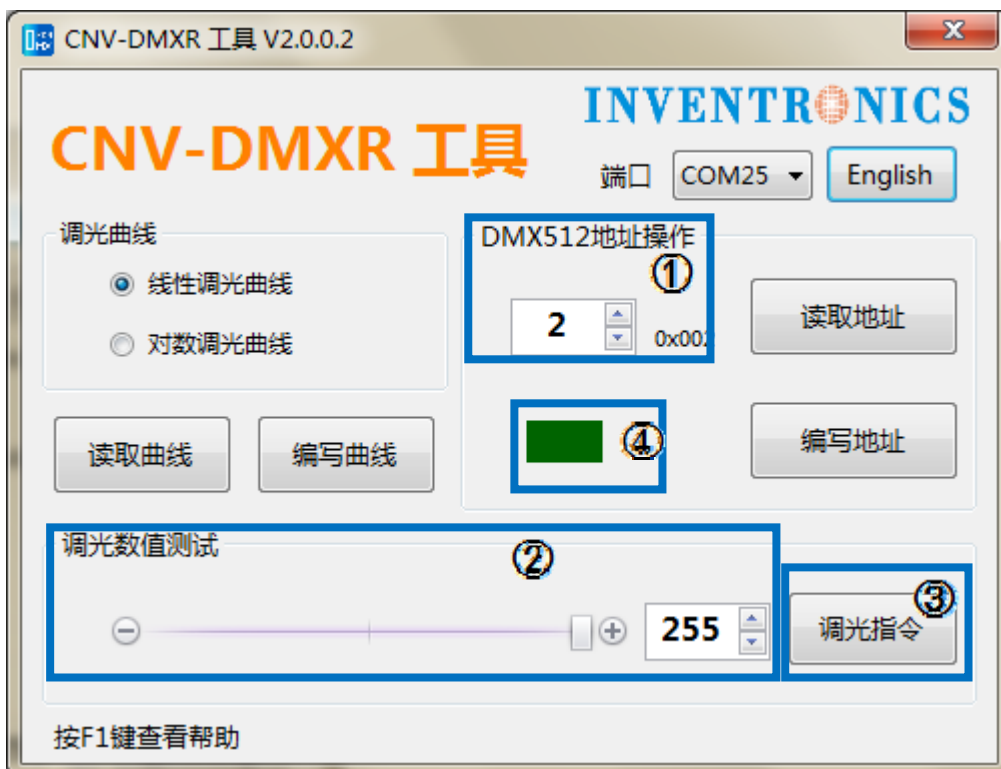 CNV-DMXR 工具 V2.0.0.2
INVENTRONICS
CNV-DMXR 工具
端口 COM25 English
调光曲线
线性调光曲线
对数调光曲线
读取曲线 编写曲线
DMX512地址操作
①
2 0x002
读取地址
④
编写地址
调光数值测试
②
255
③
调光指令
按F1键查看帮助